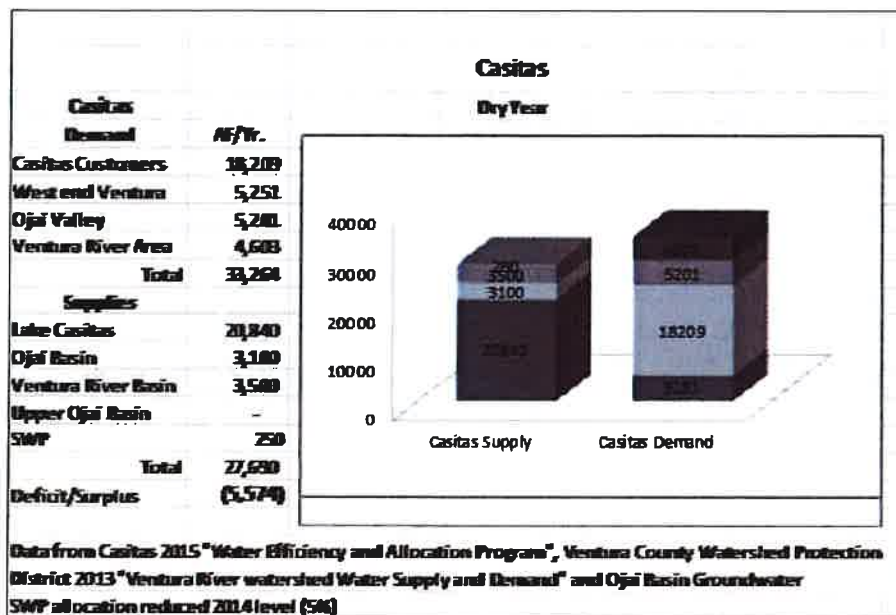 Casitas
Dry Year
Casitas
Demand AF/Yr.
Casitas Customers 18,209
West end Ventura 5,251
Ojai Valley 5,201
Ventura River Area 4,603
Total 33,264
Supplies
Lake Casitas 20,840
Ojai Basin 3,100
Ventura River Basin 3,500
Upper Ojai Basin -
SWP 250
Total 27,690
Deficit/Surplus (5,574)
40000
30000
20000
10000
0
3500
3100
5201
18209
Casitas Supply
Casitas Demand
Data from Casitas 2015 "Water Efficiency and Allocation Program", Ventura County Watershed Protection
District 2013 "Ventura River watershed Water Supply and Demand" and Ojai Basin Groundwater
SWP allocation reduced 2014 level (5%)